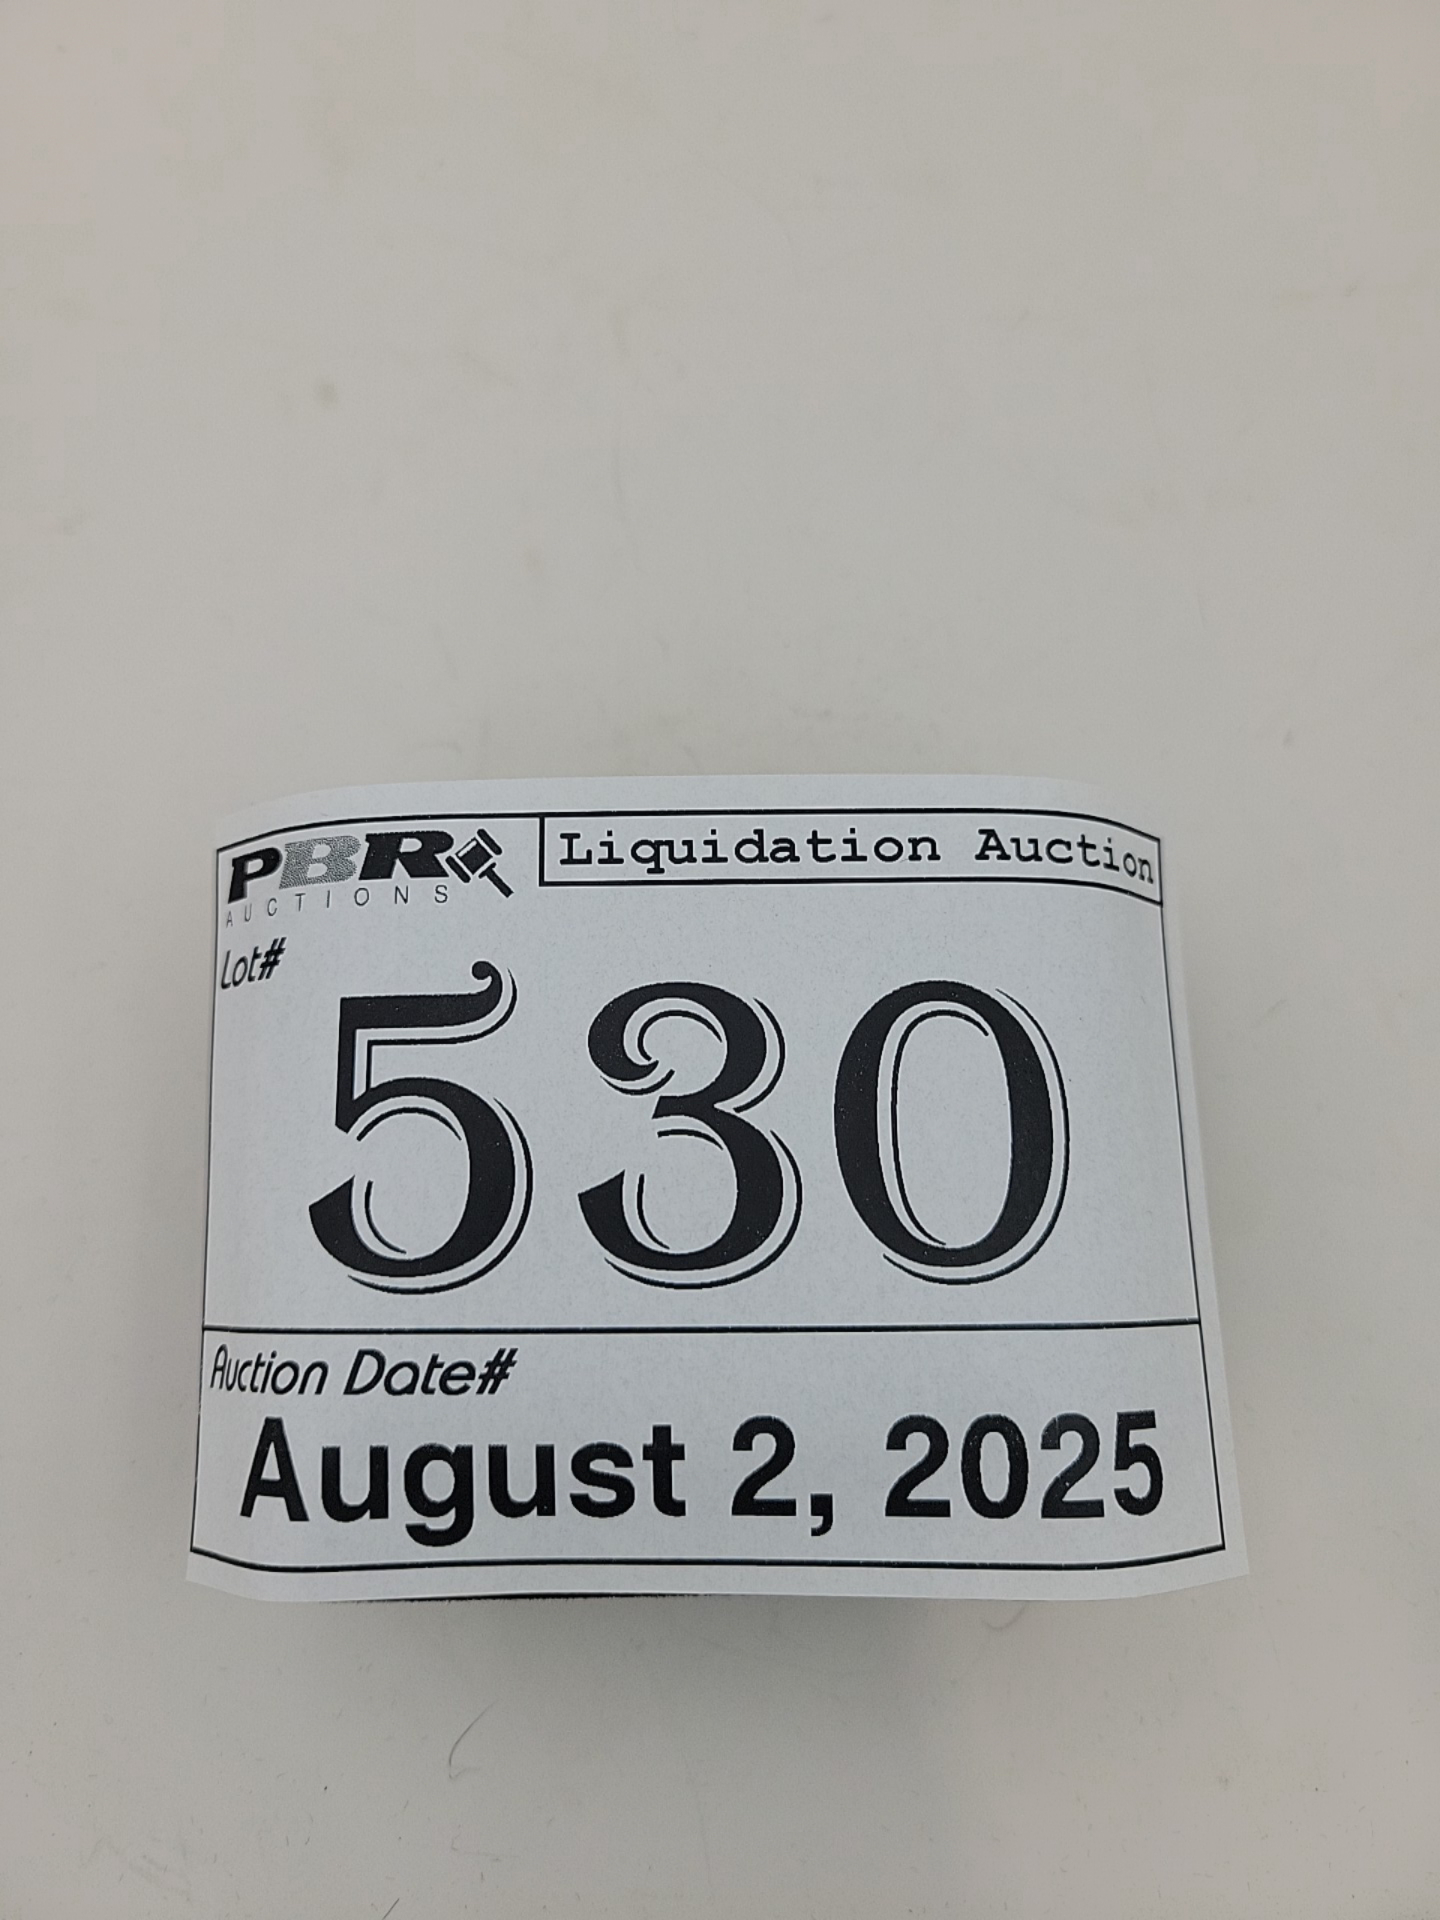 PBR
AUCTIONS
Liquidation Auction
Lot#
530
Auction Date#
August 2, 2025